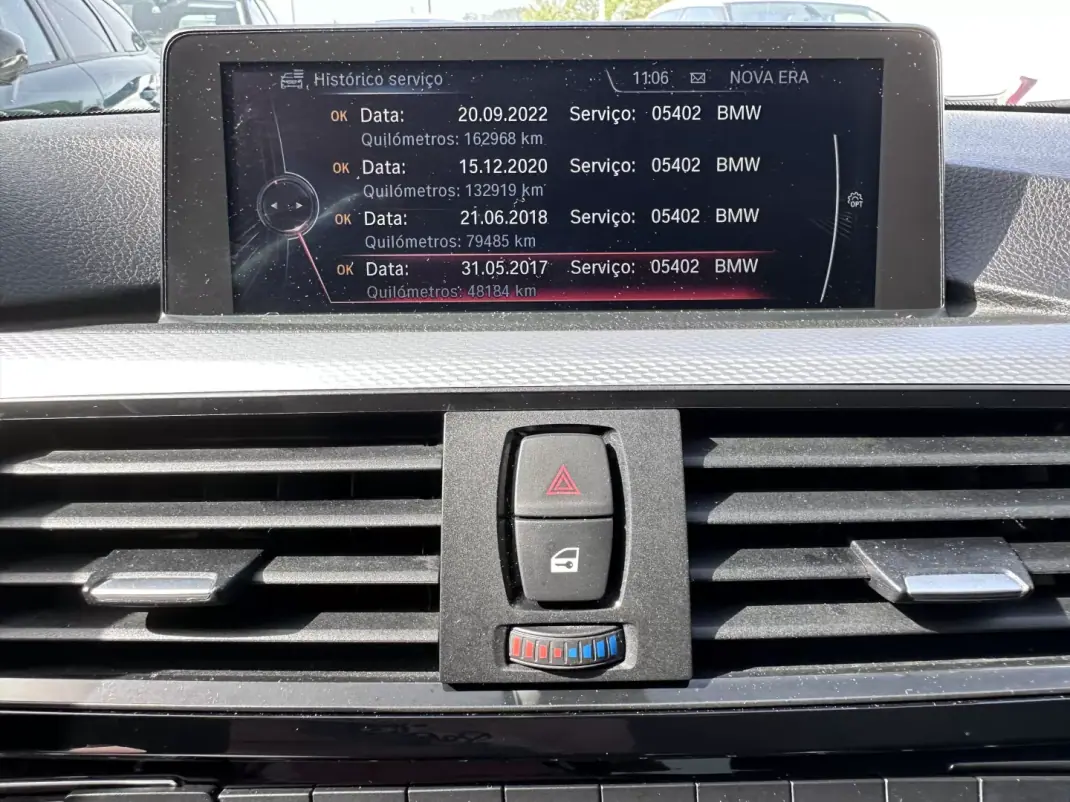 Histórico serviço 11:06 NOVA ERA
OK Data: 20.09.2022 Serviço: 05402 BMW
Quilómetros: 162968 km
OK Data: 15.12.2020 Serviço: 05402 BMW
Quilómetros: 132919 km
OK Data: 21.06.2018 Serviço: 05402 BMW
Quilómetros: 79485 km
OPT
OK Data: 31.05.2017 Serviço: 05402 BMW
Quilómetros: 48184 km